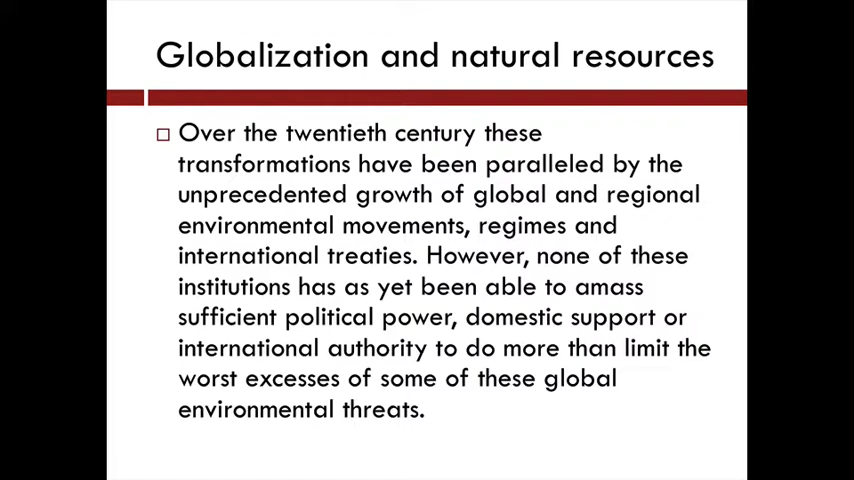 Globalization and natural resources
Over the twentieth century these
transformations have been paralleled by the
unprecedented growth of global and regional
environmental movements, regimes and
international treaties. However, none of these
institutions has as yet been able to amass
sufficient political power, domestic support or
international authority to do more than limit the
worst excesses of some of these global
environmental threats.